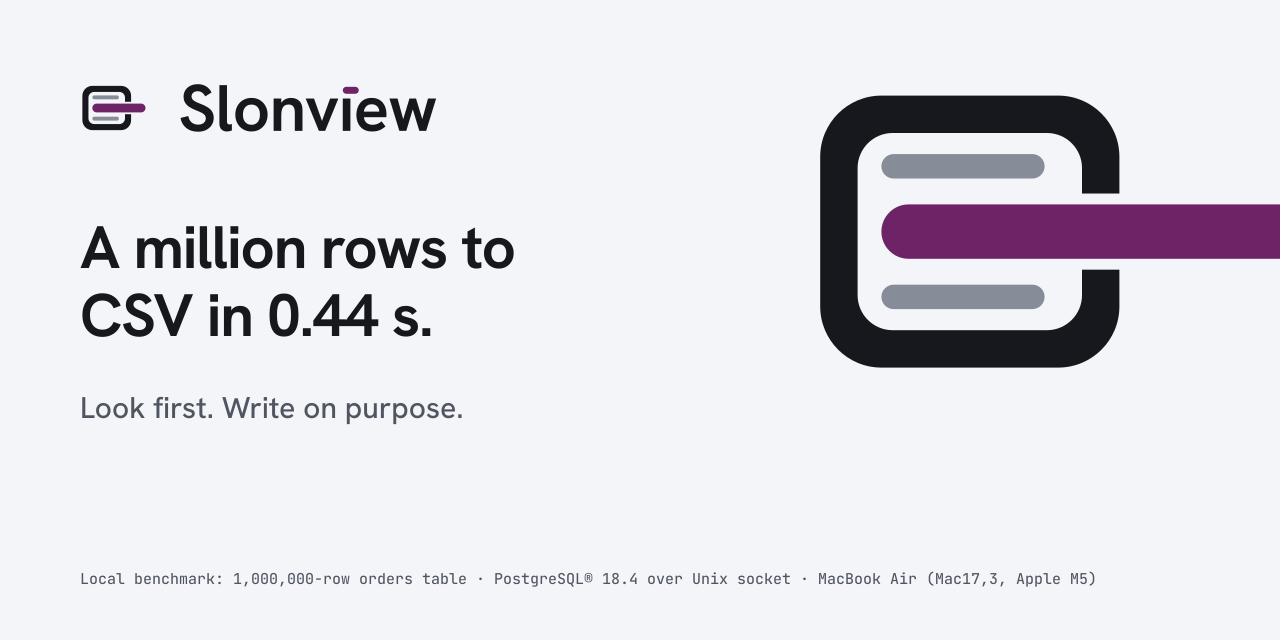 Slonvīew
A million rows to
CSV in 0.44 s.
Look first. Write on purpose.
Local benchmark: 1,000,000-row orders table · PostgreSQL® 18.4 over Unix socket · MacBook Air (Mac17,3, Apple M5)